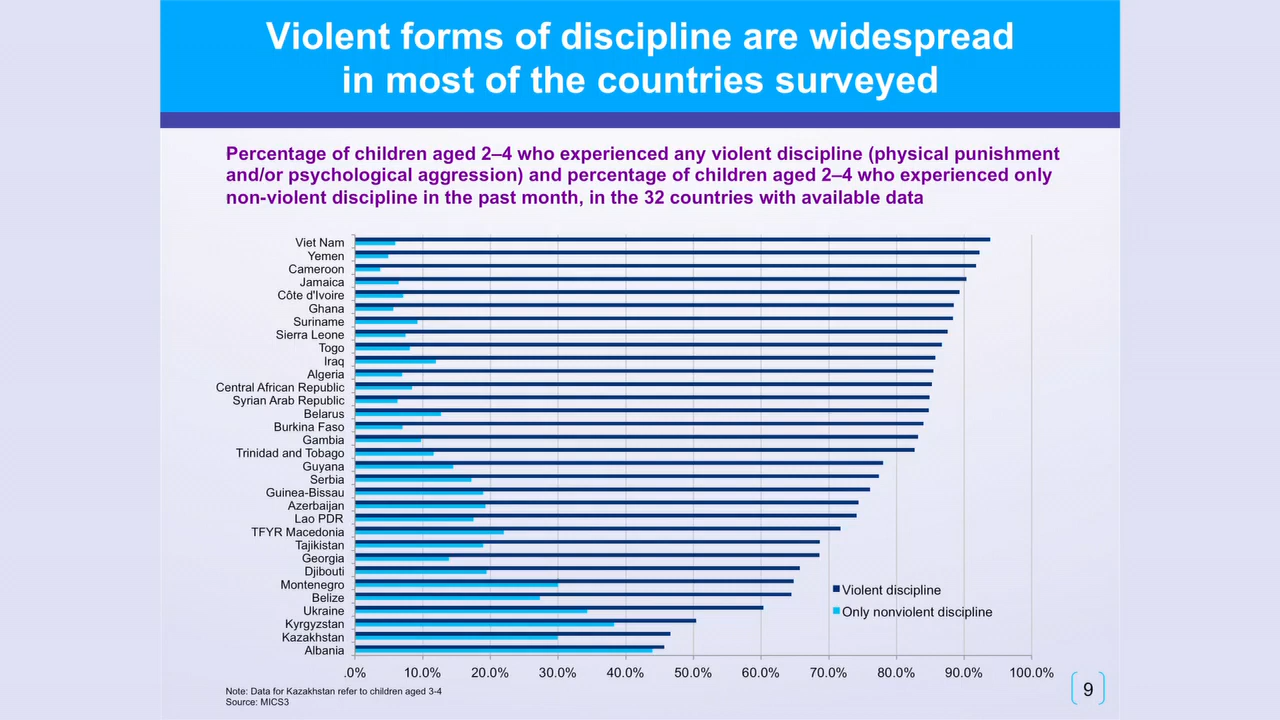 Violent forms of discipline are widespread
in most of the countries surveyed
Percentage of children aged 2–4 who experienced any violent discipline (physical punishment
and/or psychological aggression) and percentage of children aged 2–4 who experienced only
non-violent discipline in the past month, in the 32 countries with available data
Viet Nam
Yemen
Cameroon
Jamaica
Côte d'Ivoire
Ghana
Suriname
Sierra Leone
Togo
Iraq
Algeria
Central African Republic
Syrian Arab Republic
Belarus
Burkina Faso
Gambia
Trinidad and Tobago
Guyana
Serbia
Guinea-Bissau
Azerbaijan
Lao PDR
TFYR Macedonia
Tajikistan
Georgia
Djibouti
Montenegro
Belize
Ukraine
Kyrgyzstan
Kazakhstan
Albania
Violent discipline
Only nonviolent discipline
.0% 10.0% 20.0% 30.0% 40.0% 50.0% 60.0% 70.0% 80.0% 90.0% 100.0%
Note: Data for Kazakhstan refer to children aged 3-4
Source: MICS3
9